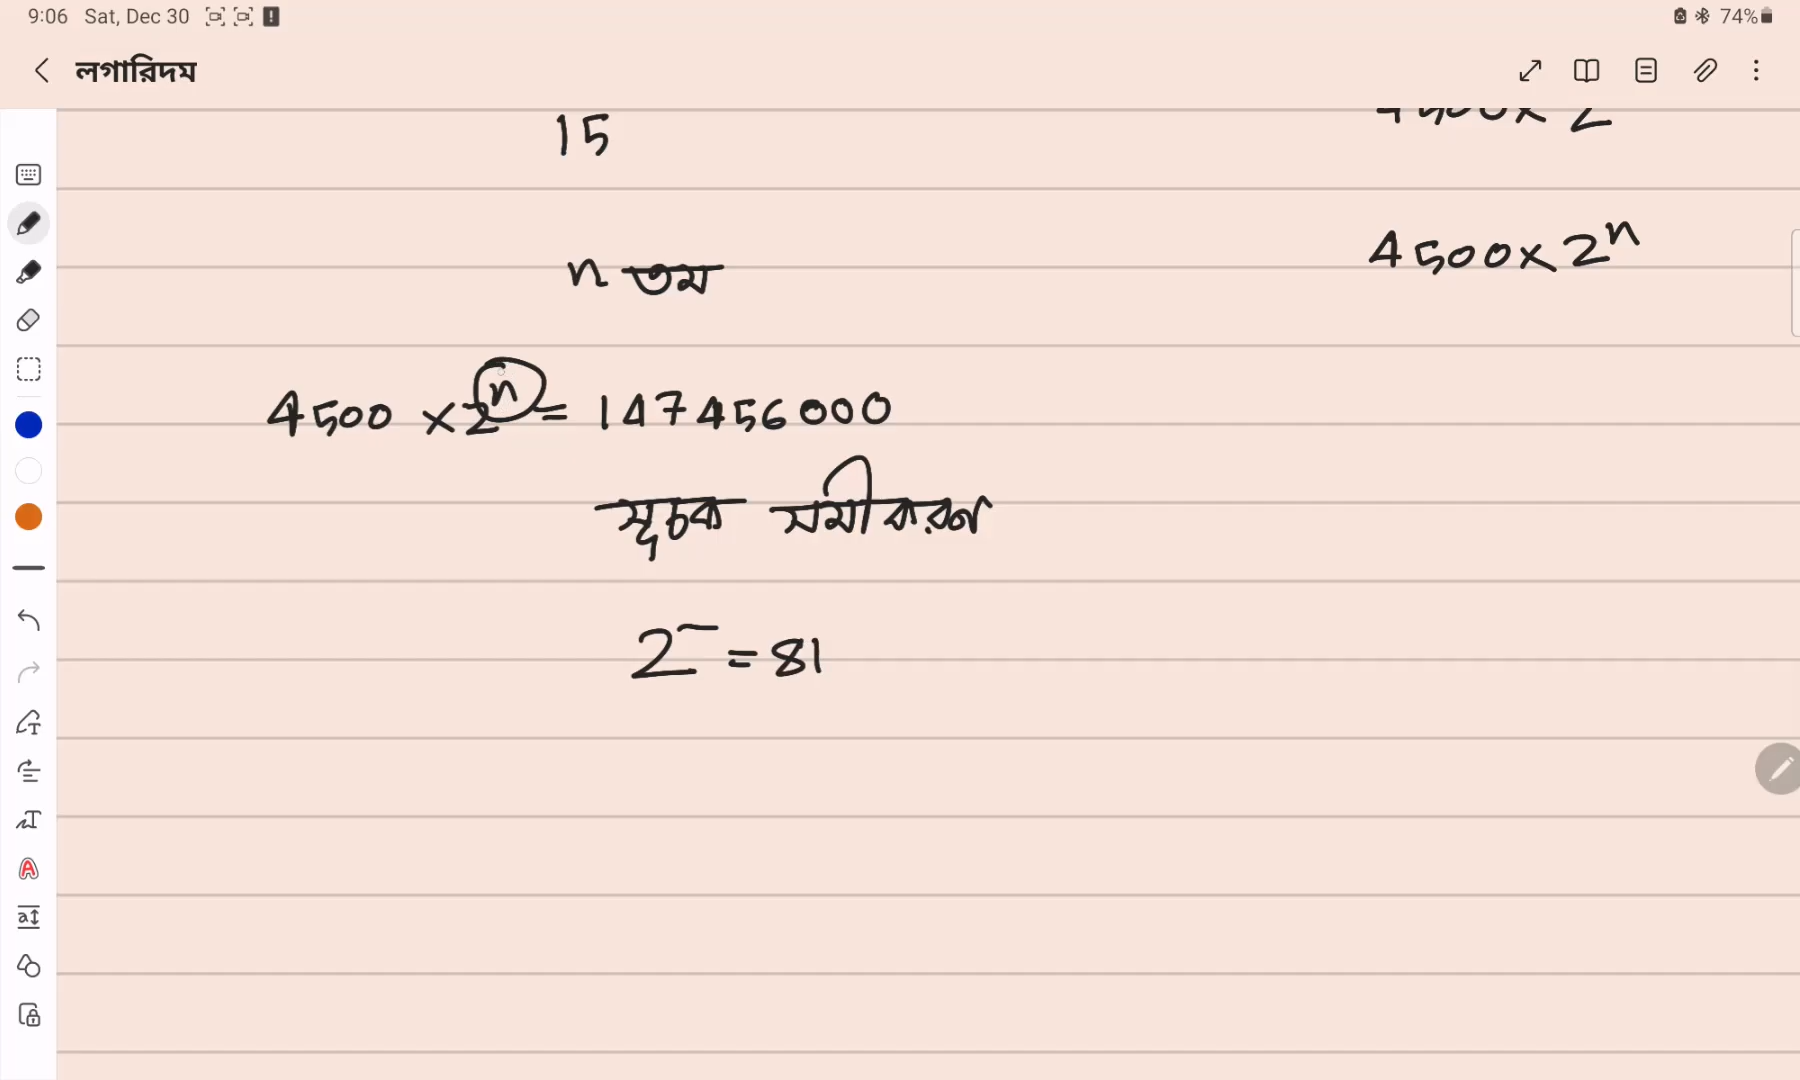 9:06 Sat, Dec 30 74%
লগারিদম
15
n তম 4500 × 2ⁿ
4500 × 2ⁿ = 147456000
সূচক সমীকরণ
2⁻ = 81